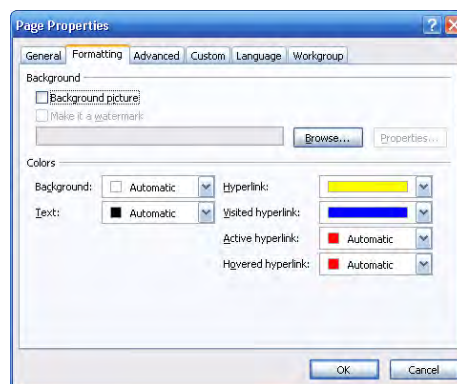 Page Properties
General Formatting Advanced Custom Language Workgroup
Background
Background picture
Make it a watermark
Browse... Properties...
Colors
Background: Automatic Hyperlink:
Text: Automatic Visited hyperlink:
Active hyperlink: Automatic
Hovered hyperlink: Automatic
OK Cancel